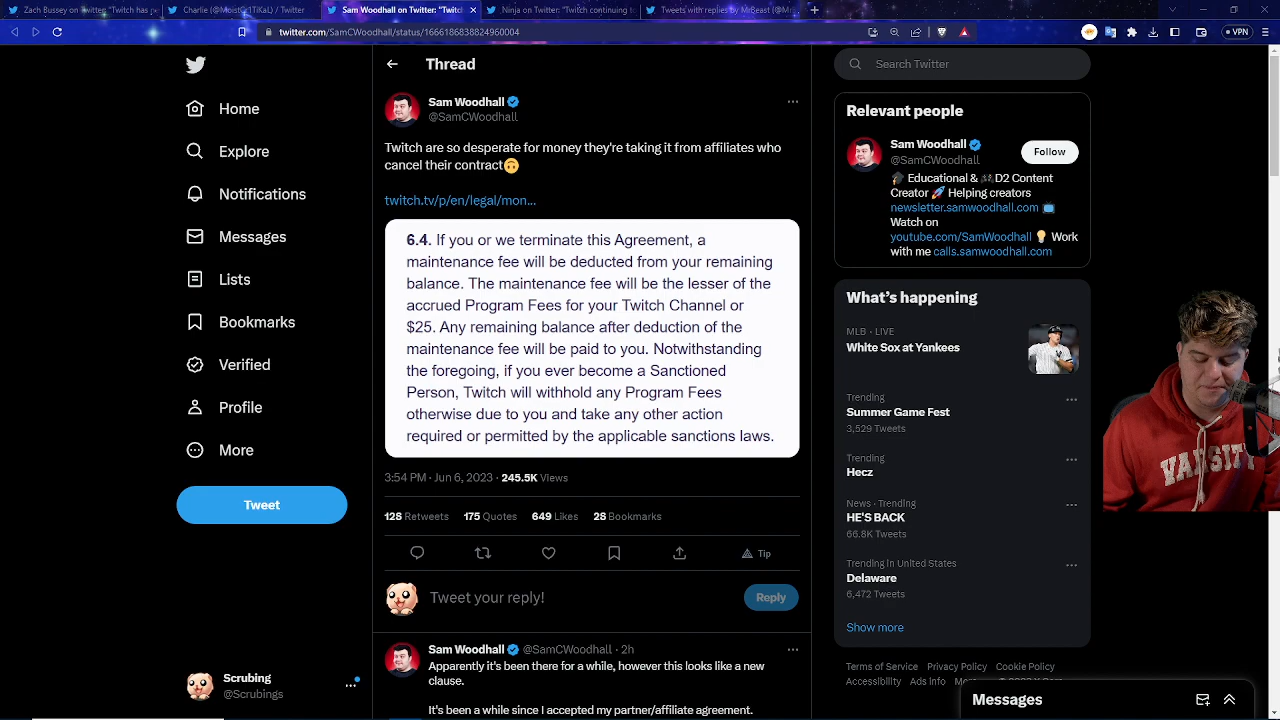 Zach Bussey on Twitter: "Twitch has
Charlie (@MoistCr1TiKaL) / Twitter
Sam Woodhall on Twitter: "Twitch
Ninja on Twitter: "Twitch continuing
Tweets with replies by MrBeast
twitter.com/SamCWoodhall/status/1666186838824960004
VPN
Home
Explore
Notifications
Messages
Lists
Bookmarks
Verified
Profile
More
Tweet
Scrubing
@Scrubings
Thread
Sam Woodhall
@SamCWoodhall
Twitch are so desperate for money they're taking it from affiliates who
cancel their contract🙃
twitch.tv/p/en/legal/mon...
6.4. If you or we terminate this Agreement, a
maintenance fee will be deducted from your remaining
balance. The maintenance fee will be the lesser of the
accrued Program Fees for your Twitch Channel or
$25. Any remaining balance after deduction of the
maintenance fee will be paid to you. Notwithstanding
the foregoing, if you ever become a Sanctioned
Person, Twitch will withhold any Program Fees
otherwise due to you and take any other action
required or permitted by the applicable sanctions laws.
3:54 PM · Jun 6, 2023 · 245.5K Views
128 Retweets 175 Quotes 649 Likes 28 Bookmarks
Tip
Tweet your reply!
Reply
Sam Woodhall @SamCWoodhall · 2h
Apparently it's been there for a while, however this looks like a new
clause.
It's been a while since I accepted my partner/affiliate agreement.
Search Twitter
Relevant people
Sam Woodhall
@SamCWoodhall
Follow
🎓 Educational & 🎮D2 Content
Creator 🚀 Helping creators
newsletter.samwoodhall.com 📺
Watch on
youtube.com/SamWoodhall 💡 Work
with me calls.samwoodhall.com
What's happening
MLB · LIVE
White Sox at Yankees
Trending
Summer Game Fest
3,529 Tweets
Trending
Hecz
News · Trending
HE'S BACK
66.8K Tweets
Trending in United States
Delaware
6,472 Tweets
Show more
Terms of Service Privacy Policy Cookie Policy
Accessibility Ads info
Messages
VARSITY